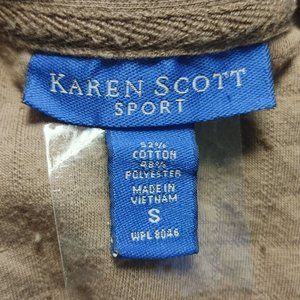 KAREN SCOTT
SPORT
52%
COTTON
48%
POLYESTER
MADE IN
VIETNAM
S
WPL 8046